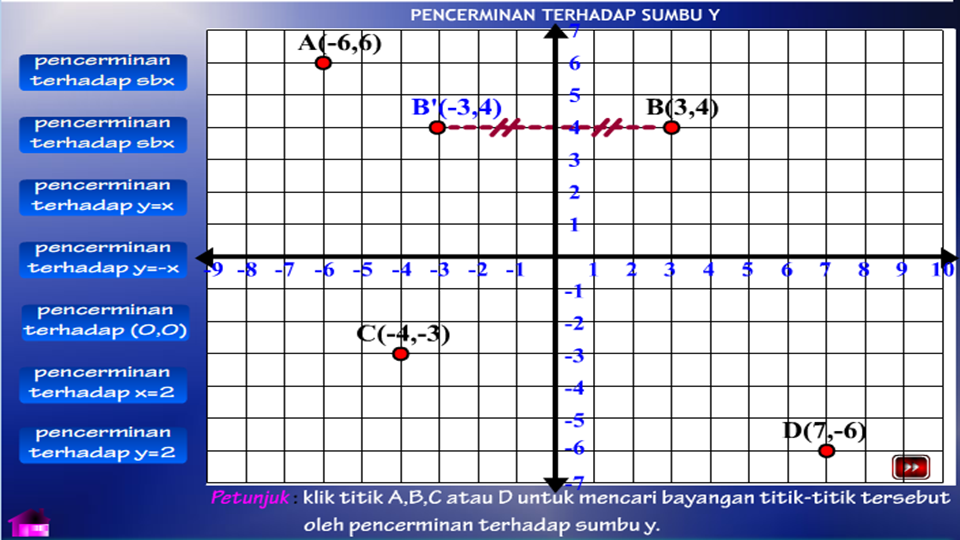 PENCERMINAN TERHADAP SUMBU Y
pencerminan
terhadap sbx
pencerminan
terhadap sbx
pencerminan
terhadap y=x
pencerminan
terhadap y=-x
pencerminan
terhadap (0,0)
pencerminan
terhadap x=2
pencerminan
terhadap y=2
7
A(-6,6)
6
5
B'(-3,4) B(3,4)
4
3
2
1
-9 -8 -7 -6 -5 -4 -3 -2 -1 1 2 3 4 5 6 7 8 9 10
-1
-2
C(-4,-3)
-3
-4
-5
D(7,-6)
-6
-7
Petunjuk : klik titik A,B,C atau D untuk mencari bayangan titik-titik tersebut
oleh pencerminan terhadap sumbu y.